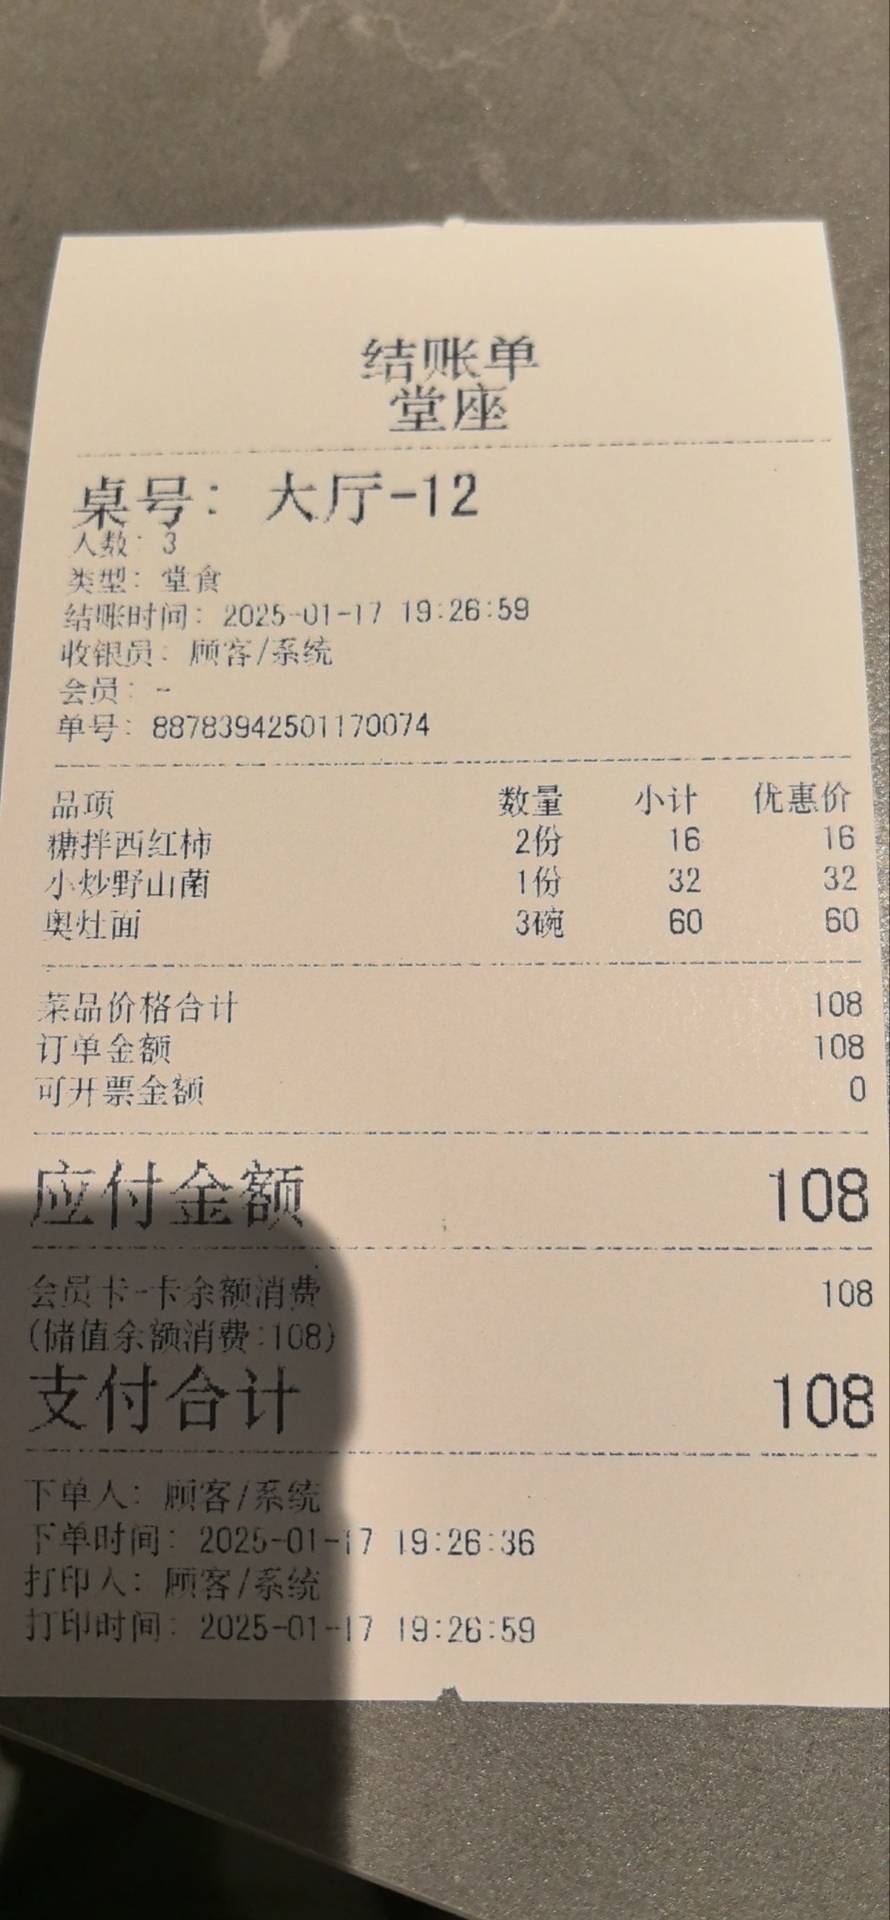 结账单
堂座
桌号: 大厅-12
人数: 3
类型: 堂食
结账时间: 2025-01-17 19:26:59
收银员: 顾客/系统
会员: -
单号: 88783942501170074
品项 数量 小计 优惠价
糖拌西红柿 2份 16 16
小炒野山菌 1份 32 32
奥灶面 3碗 60 60
菜品价格合计 108
订单金额 108
可开票金额 0
应付金额 108
会员卡-卡余额消费 108
(储值余额消费:108)
支付合计 108
下单人: 顾客/系统
下单时间: 2025-01-17 19:26:36
打印人: 顾客/系统
打印时间: 2025-01-17 19:26:59